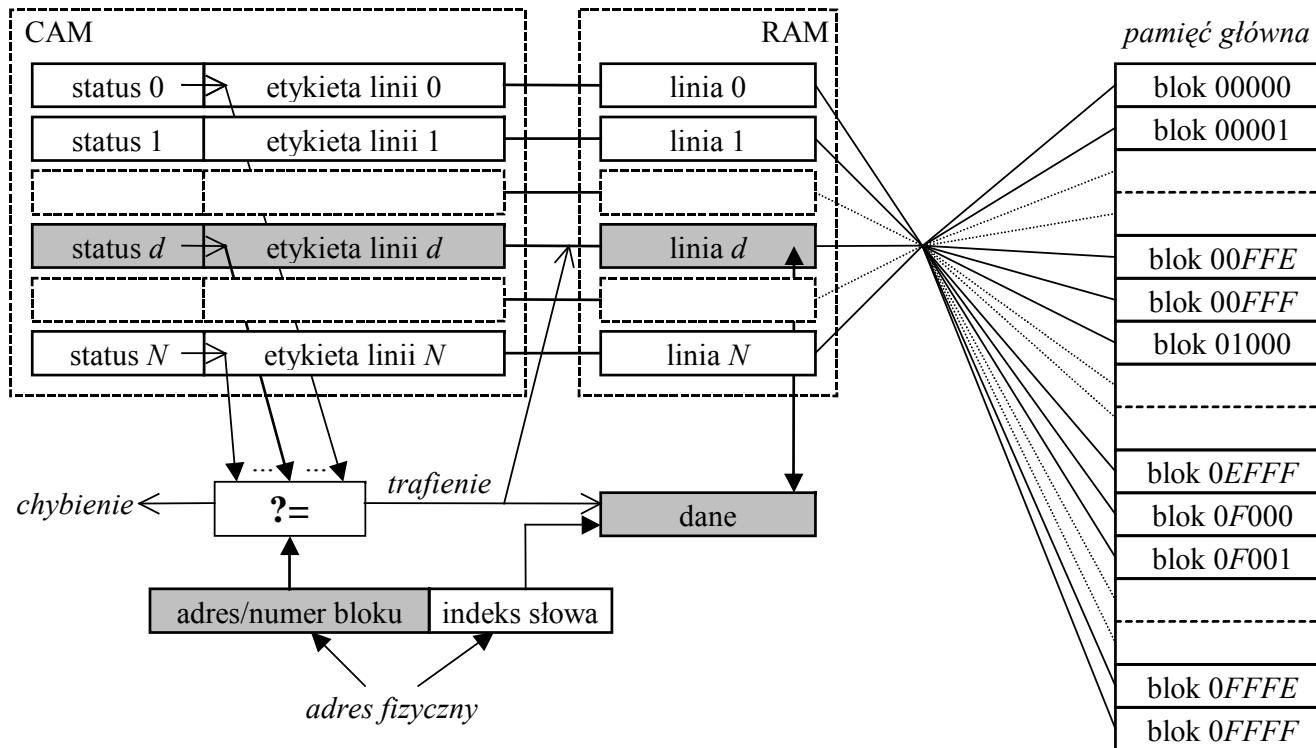 CAM
RAM
pamięć główna
status 0 etykieta linii 0 linia 0 blok 00000
status 1 etykieta linii 1 linia 1 blok 00001
status d etykieta linii d linia d blok 00FFE
blok 00FFF
status N etykieta linii N linia N blok 01000
... ...
chybienie ?= trafienie dane
blok 0EFFF
blok 0F000
blok 0F001
adres/numer bloku indeks słowa
adres fizyczny
blok 0FFFE
blok 0FFFF